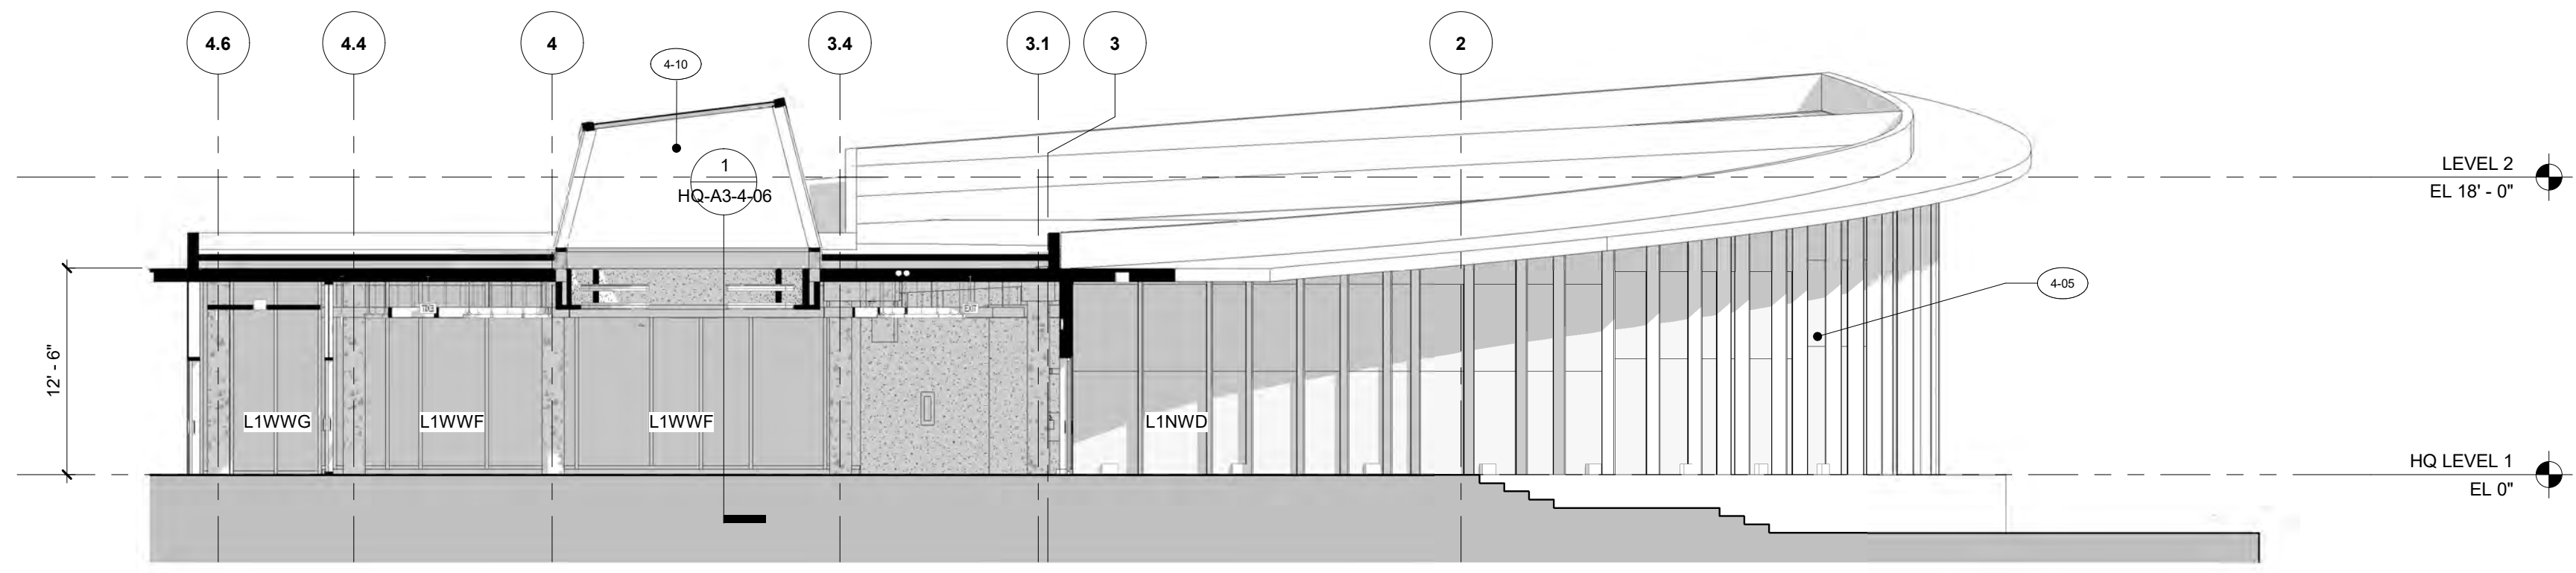 4.6
4.4
4
3.4
3.1
3
2
4-10
1
HQ-A3-4-06
LEVEL 2
EL 18' - 0"
4-05
EXIT
12' - 6"
L1WWG
L1WWF
L1WWF
L1NWD
HQ LEVEL 1
EL 0"